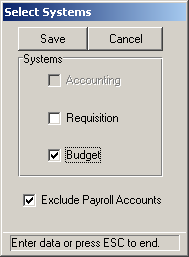 Select Systems
Save Cancel
Systems
Accounting
Requisition
Budget
Exclude Payroll Accounts
Enter data or press ESC to end.